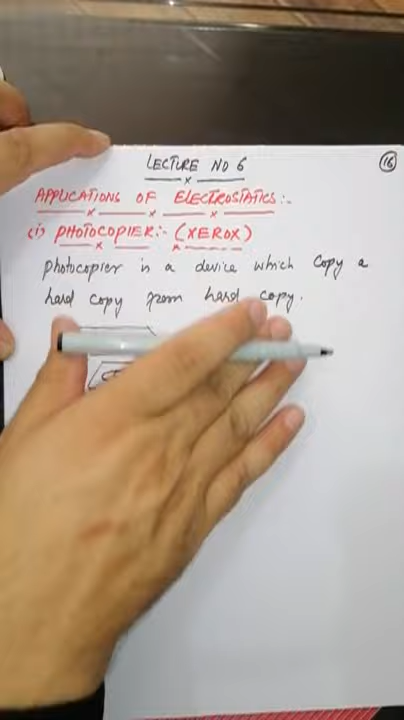 LECTURE NO 6
16
APPLICATIONS OF ELECTROSTATICS:-
(i) PHOTOCOPIER:- (XEROX)
photocopier is a device which copy a
hard copy from hard copy.